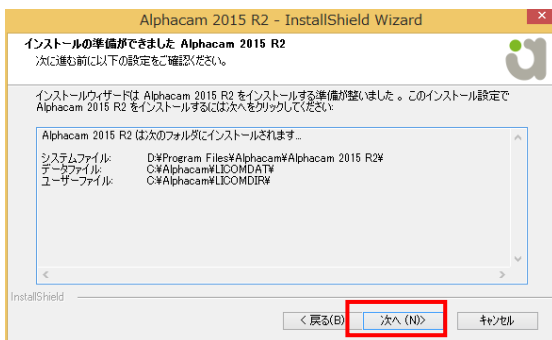 Alphacam 2015 R2 - InstallShield Wizard
インストールの準備ができました Alphacam 2015 R2
次に進む前に以下の設定をご確認ください。
インストールウィザードは Alphacam 2015 R2 をインストールする準備が整いました 。このインストール設定で
Alphacam 2015 R2 をインストールするには次へをクリックしてください:
Alphacam 2015 R2 は次のフォルダにインストールされます...
システムファイル: D:¥Program Files¥Alphacam¥Alphacam 2015 R2¥
データファイル: C:¥Alphacam¥LICOMDAT¥
ユーザーファイル: C:¥Alphacam¥LICOMDIR¥
InstallShield
< 戻る(B) 次へ (N)> キャンセル